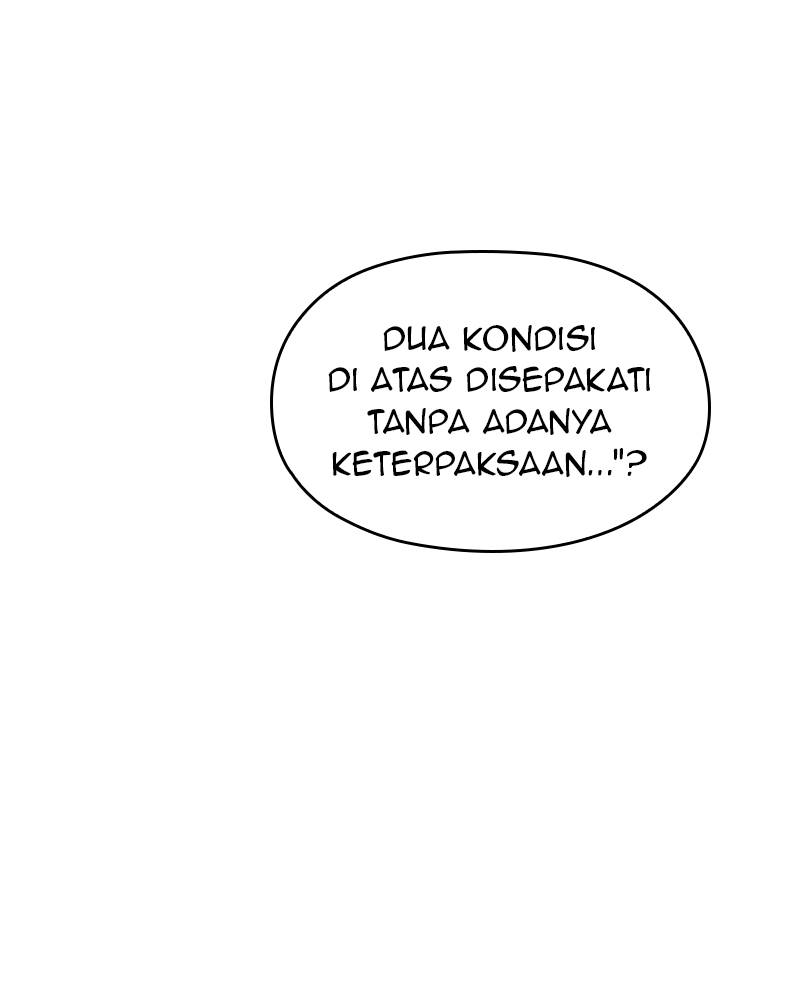 DUA KONDISI
DI ATAS DISEPAKATI
TANPA ADANYA
KETERPAKSAAN..."?